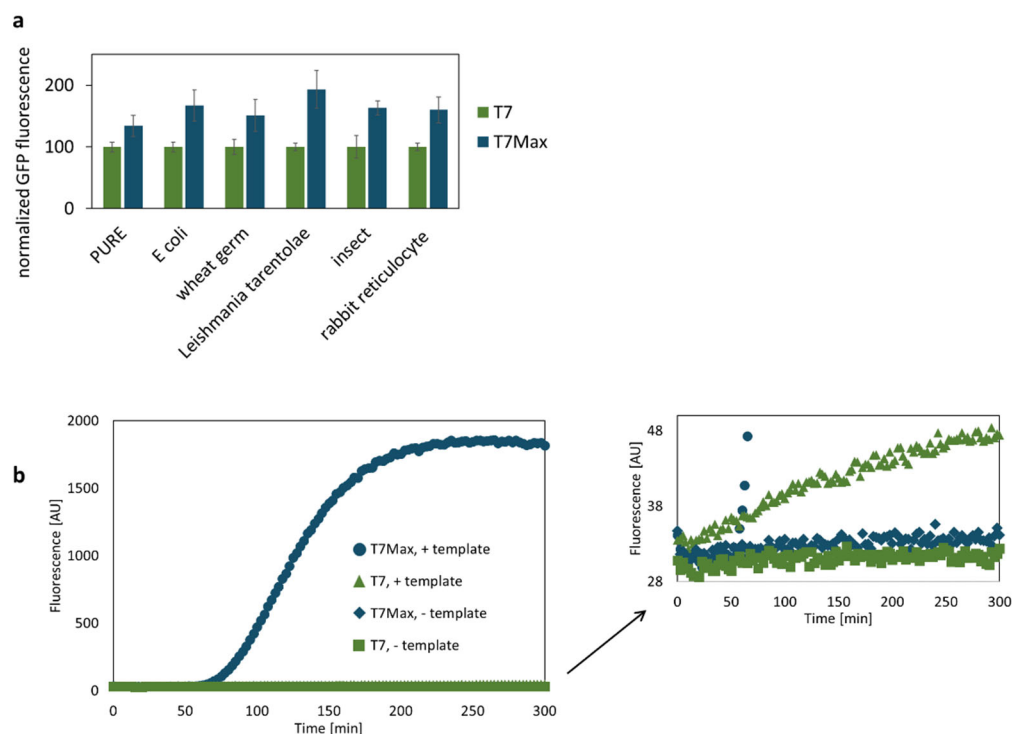 a
normalized GFP fluorescence
200
100
0
PURE
E coli
wheat germ
Leishmania tarentolae
insect
rabbit reticulocyte
T7
T7Max
b
Fluorescence [AU]
2000
1500
1000
500
0
0 50 100 150 200 250 300
Time [min]
T7Max, + template
T7, + template
T7Max, - template
T7, - template
Fluorescence [AU]
48
38
28
0 50 100 150 200 250 300
Time [min]